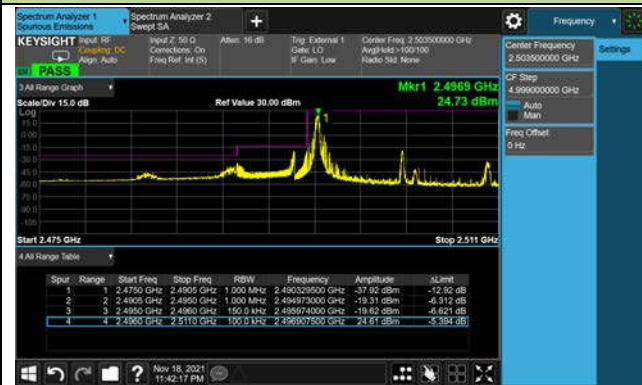 Spectrum Analyzer 1
Spurious Emissions
Spectrum Analyzer 2
Swept SA
+
Frequency
KEYSIGHT
Input: RF
Coupling: DC
Align: Auto
Input Z: 50 Ω
Corrections: On
Freq Ref: Int (S)
Atten: 16 dB
Trig: External 1
Gate: LO
IF Gain: Low
Center Freq: 2.503500000 GHz
Avg|Hold:>100/100
Radio Std: None
PASS
3 All Range Graph
Scale/Div 15.0 dB
Ref Value 30.00 dBm
Mkr1 2.4969 GHz
24.73 dBm
Log
15.0
0.00
-15.0
-30.0
-45.0
-60.0
-75.0
-90.0
-105
1
Start 2.475 GHz
Stop 2.511 GHz
4 All Range Table
Spur Range Start Freq Stop Freq RBW Frequency Amplitude ΔLimit
1 1 2.4750 GHz 2.4905 GHz 1.000 MHz 2.490329500 GHz -37.92 dBm -12.92 dB
2 2 2.4905 GHz 2.4950 GHz 1.000 MHz 2.494973000 GHz -19.31 dBm -6.312 dB
3 3 2.4950 GHz 2.4960 GHz 150.0 kHz 2.495974000 GHz -19.62 dBm -6.621 dB
4 4 2.4960 GHz 2.5110 GHz 100.0 kHz 2.496907500 GHz 24.61 dBm -5.394 dB
Center Frequency
2.503500000 GHz
Settings
CF Step
4.999000000 GHz
Auto
Man
Freq Offset
0 Hz
?
Nov 18, 2021
11:42:17 PM